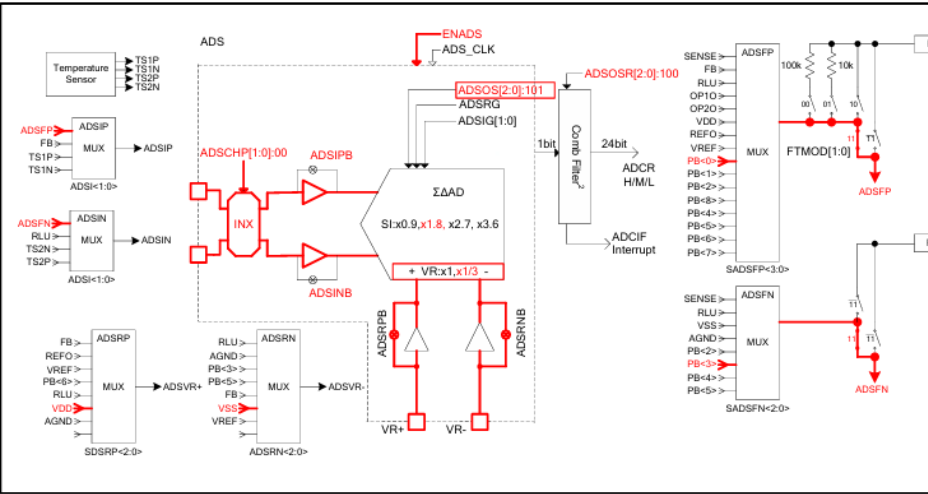 ADS
ENADS
ADS_CLK
Temperature
Sensor
TS1P
TS1N
TS2P
TS2N
ADSFP
FB
TS1P
TS1N
ADSIP
MUX
ADSIP
ADSI<1:0>
ADSFN
RLU
TS2N
TS2P
ADSIN
MUX
ADSIN
ADSI<1:0>
ADSCHP[1:0]:00
INX
ADSIPB
ADSINB
ADSOS[2:0]:101
ADSRG
ADSIG[1:0]
ΣΔAD
SI:x0.9,x1.8, x2.7, x3.6
+ VR:x1,x1/3 -
ADSRPB
ADSRNB
VR+
VR-
ADSOSR[2:0]:100
1bit
Comb Filter²
24bit
ADCR
H/M/L
ADCIF
Interrupt
FB
REFO
VREF
PB<6>
RLU
VDD
AGND
ADSRP
MUX
ADSVR+
SDSRP<2:0>
RLU
AGND
PB<3>
PB<5>
FB
VSS
VREF
ADSRN
MUX
ADSVR-
ADSRN<2:0>
SENSE
FB
RLU
OP1O
OP2O
VDD
REFO
VREF
PB<0>
PB<1>
PB<2>
PB<8>
PB<4>
PB<5>
PB<6>
PB<7>
ADSFP
MUX
SADSFP<3:0>
100k
10k
00
01
10
11
11
FTMOD[1:0]
ADSFP
SENSE
RLU
VSS
AGND
PB<2>
PB<3>
PB<4>
PB<5>
ADSFN
MUX
SADSFN<2:0>
11
11
11
ADSFN